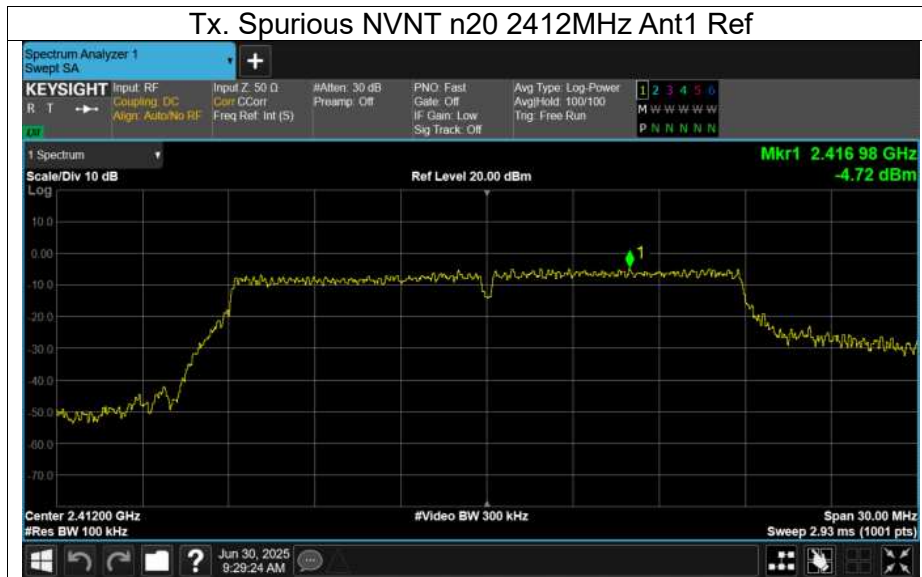 Tx. Spurious NVNT n20 2412MHz Ant1 Ref
Spectrum Analyzer 1
Swept SA
+
KEYSIGHT
R T
Input: RF
Coupling: DC
Align: Auto/No RF
Input Z: 50 Ω
Corr CCorr
Freq Ref: Int (S)
#Atten: 30 dB
Preamp: Off
PNO: Fast
Gate: Off
IF Gain: Low
Sig Track: Off
Avg Type: Log-Power
Avg|Hold: 100/100
Trig: Free Run
1 2 3 4 5 6
M W W W W W
P N N N N N
1 Spectrum
Scale/Div 10 dB
Ref Level 20.00 dBm
Mkr1 2.416 98 GHz
-4.72 dBm
Log
10.0
0.00
-10.0
-20.0
-30.0
-40.0
-50.0
-60.0
-70.0
1
Center 2.41200 GHz
#Res BW 100 kHz
#Video BW 300 kHz
Span 30.00 MHz
Sweep 2.93 ms (1001 pts)
?
Jun 30, 2025
9:29:24 AM